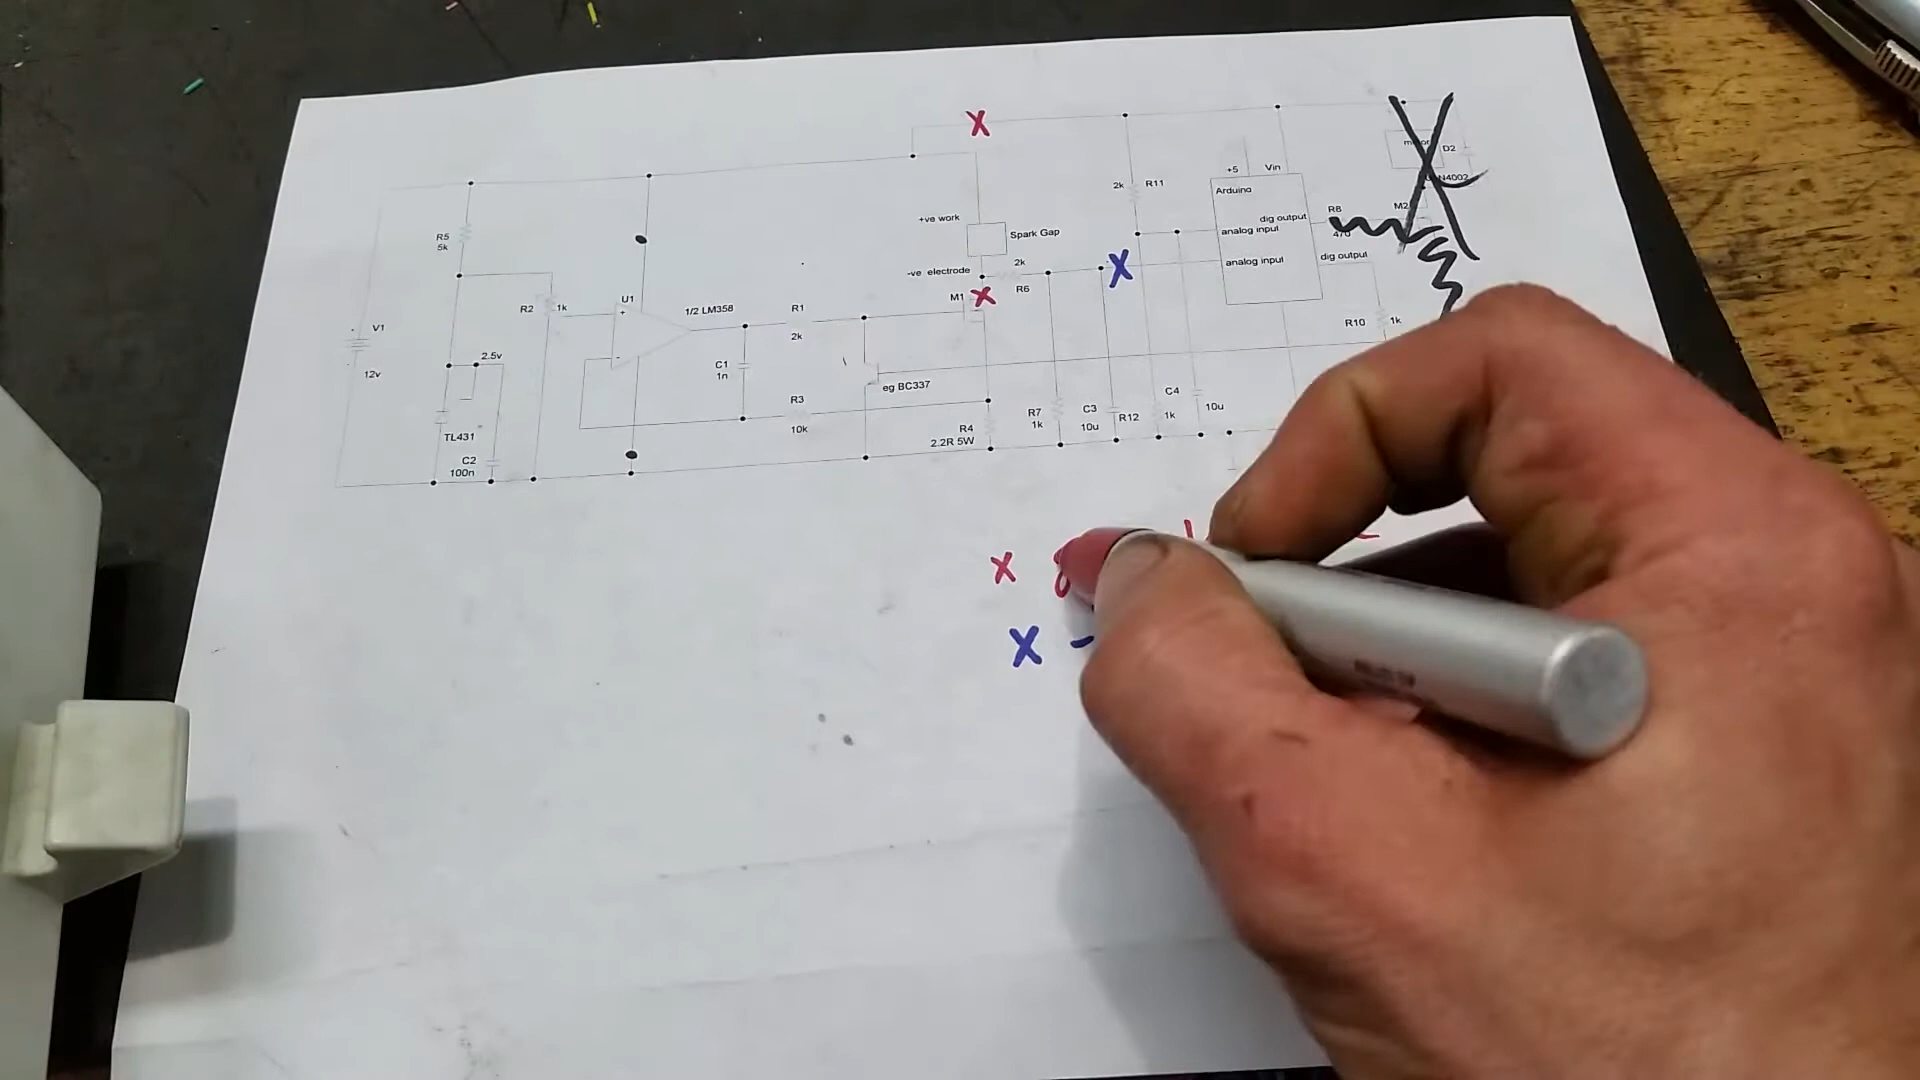 X
+5
Vin
2k
R11
Arduino
D2
R5
5k
+ve work
Spark Gap
dig output
R8
M2
analog input
-ve electrode
2k
X
analog input
dig output
R6
M1
X
U1
R2
1k
+
1/2 LM358
R1
2k
R10
1k
V1
12v
2.5v
-
C1
1n
eg BC337
R3
10k
C4
10u
R7
1k
C3
10u
R12
1k
R4
2.2R 5W
TL431
C2
100n
X
X -